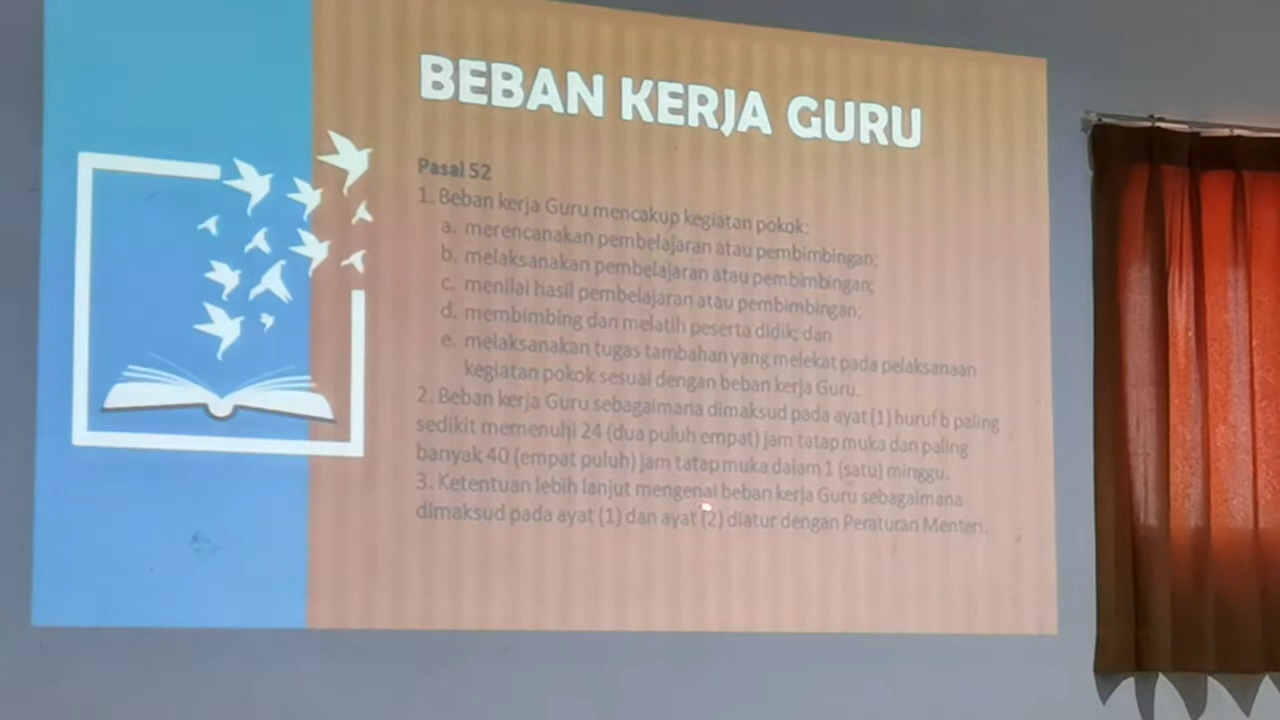 BEBAN KERJA GURU
Pasal 52
1. Beban kerja Guru mencakup kegiatan pokok:
a. merencanakan pembelajaran atau pembimbingan;
b. melaksanakan pembelajaran atau pembimbingan;
c. menilai hasil pembelajaran atau pembimbingan;
d. membimbing dan melatih peserta didik; dan
e. melaksanakan tugas tambahan yang melekat pada pelaksanaan
kegiatan pokok sesuai dengan beban kerja Guru.
2. Beban kerja Guru sebagaimana dimaksud pada ayat (1) huruf b paling
sedikit memenuhi 24 (dua puluh empat) jam tatap muka dan paling
banyak 40 (empat puluh) jam tatap muka dalam 1 (satu) minggu.
3. Ketentuan lebih lanjut mengenai beban kerja Guru sebagaimana
dimaksud pada ayat (1) dan ayat (2) diatur dengan Peraturan Menteri.